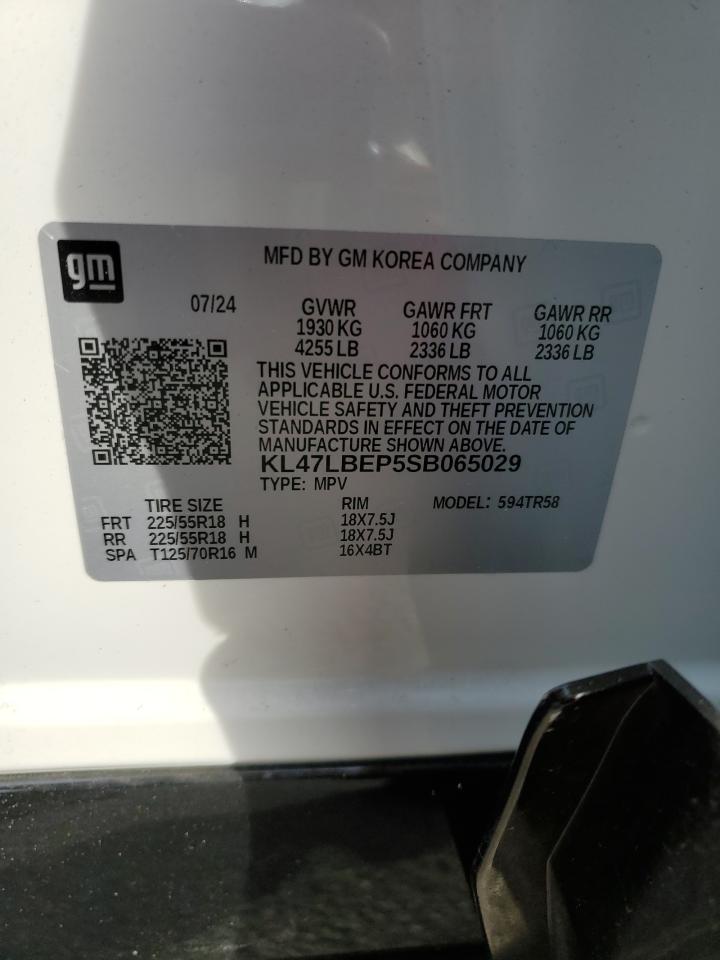 gm
MFD BY GM KOREA COMPANY
07/24 GVWR GAWR FRT GAWR RR
1930 KG 1060 KG 1060 KG
4255 LB 2336 LB 2336 LB
THIS VEHICLE CONFORMS TO ALL
APPLICABLE U.S. FEDERAL MOTOR
VEHICLE SAFETY AND THEFT PREVENTION
STANDARDS IN EFFECT ON THE DATE OF
MANUFACTURE SHOWN ABOVE.
KL47LBEP5SB065029
TYPE: MPV
TIRE SIZE RIM MODEL: 594TR58
FRT 225/55R18 H 18X7.5J
RR 225/55R18 H 18X7.5J
SPA T125/70R16 M 16X4BT